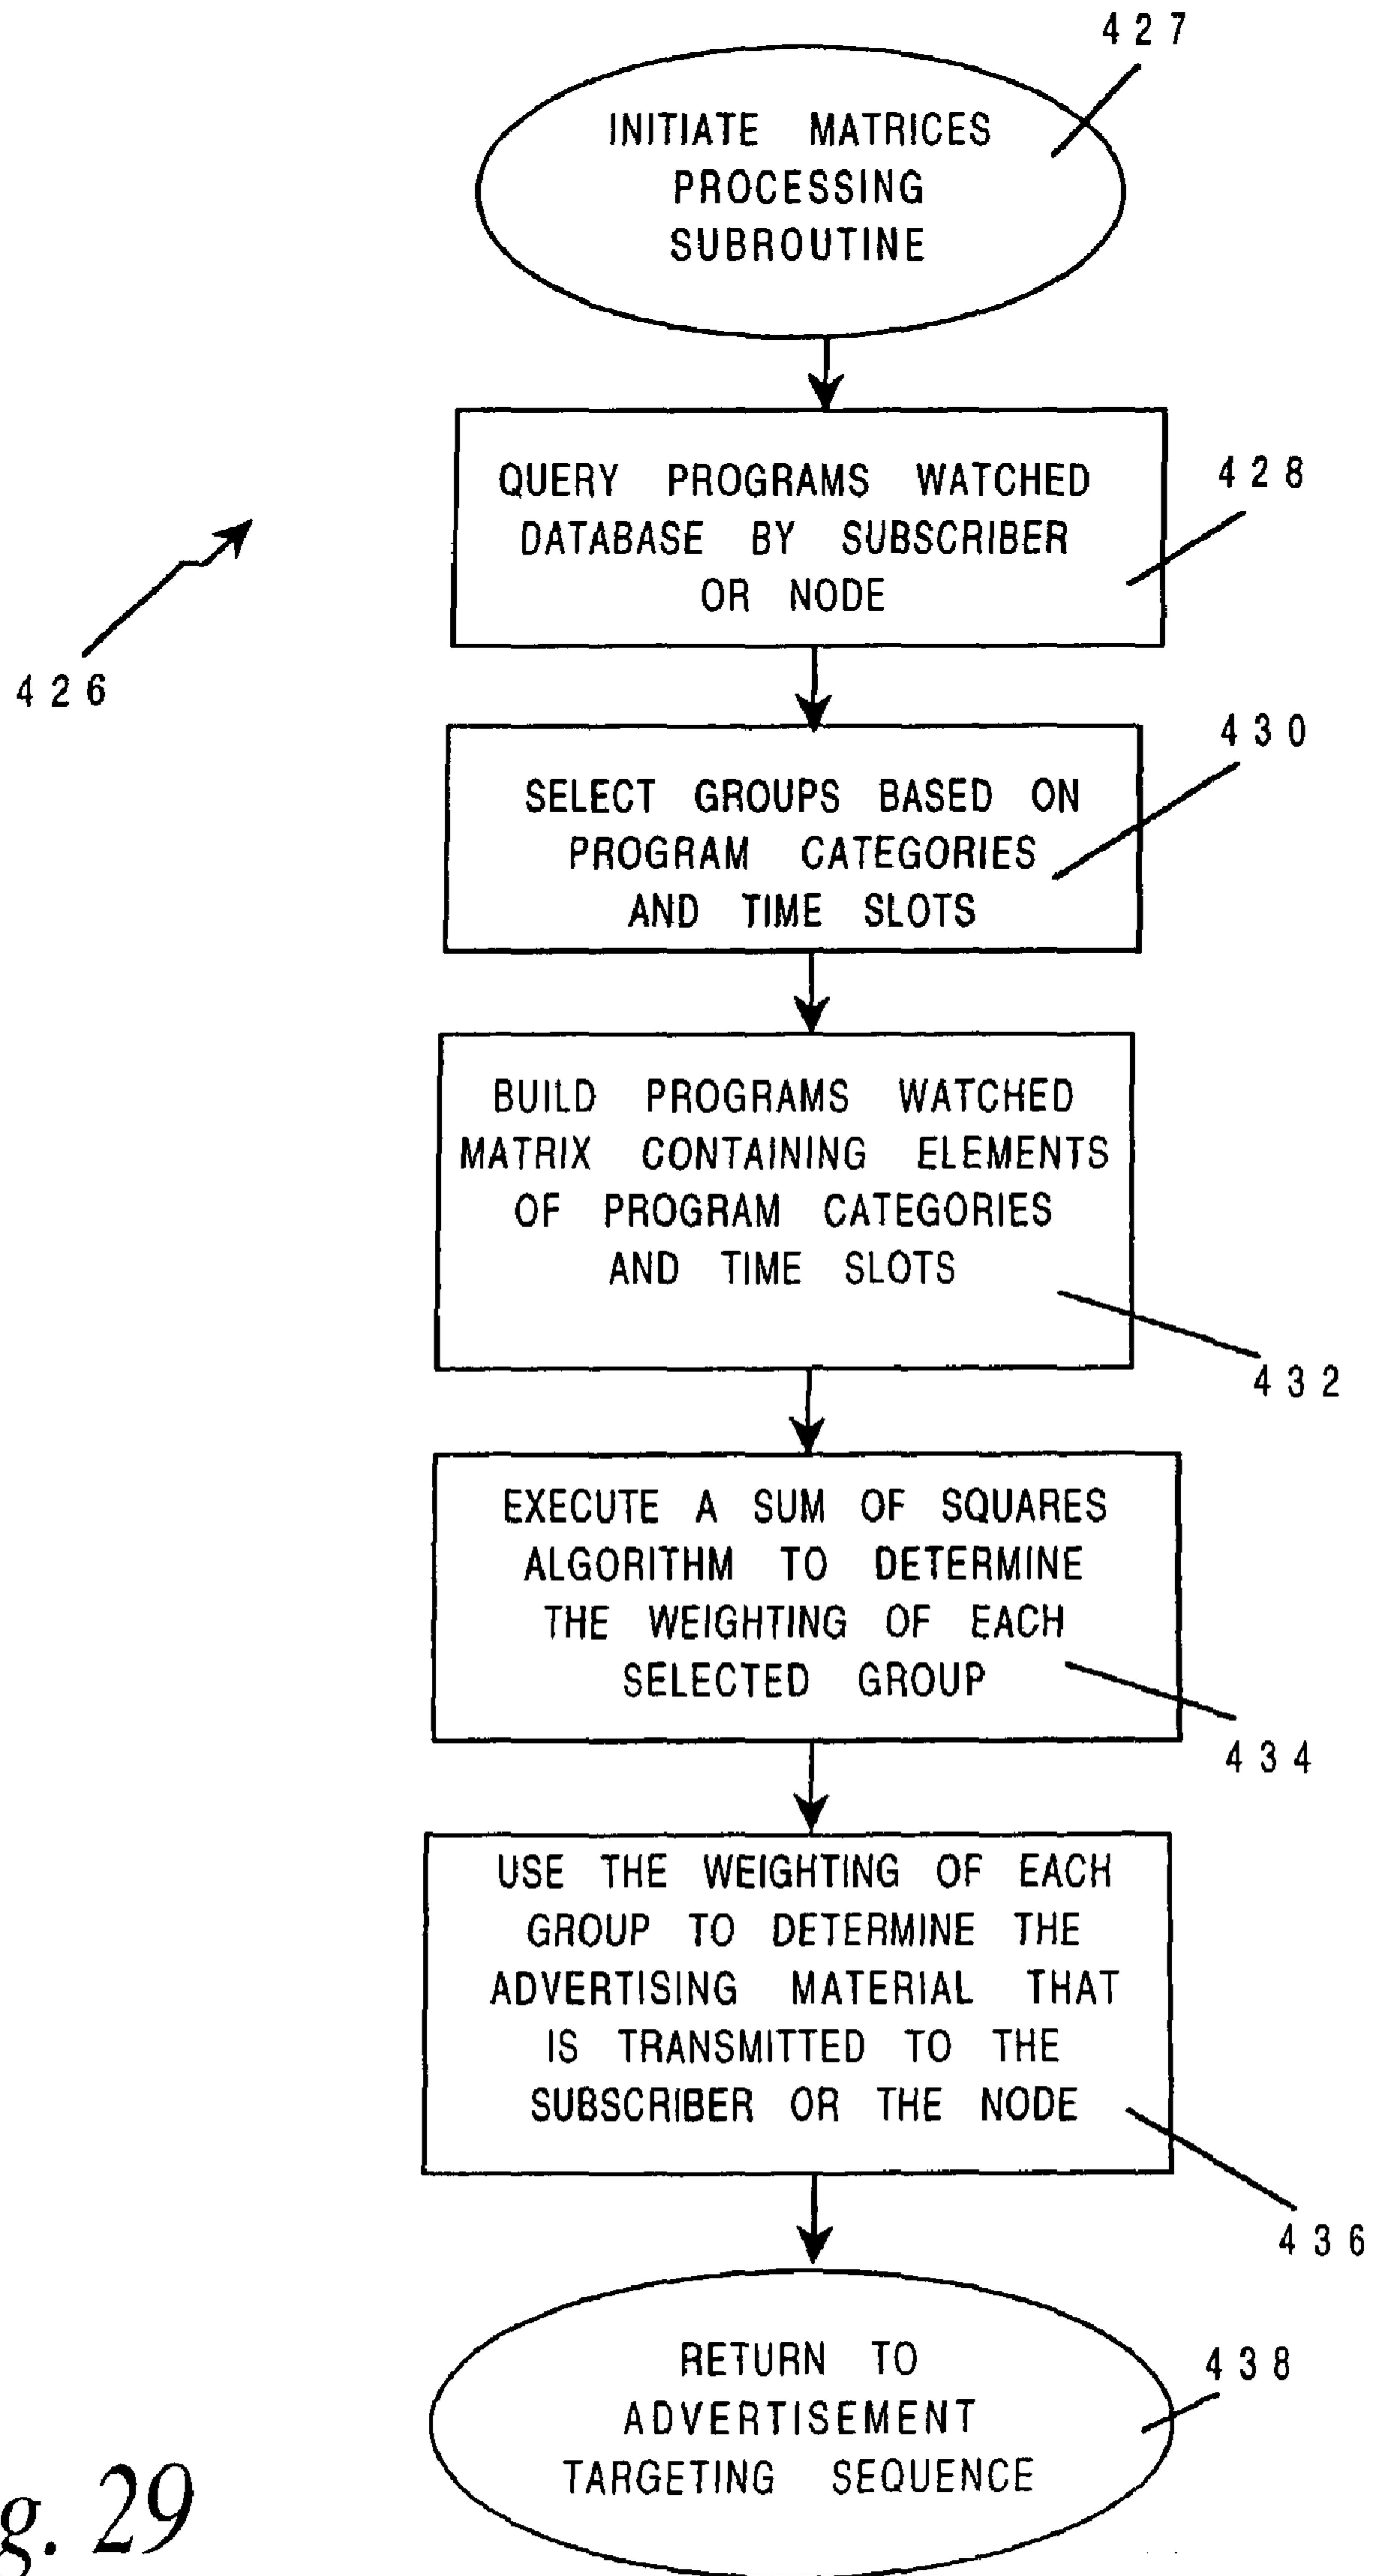 427
INITIATE MATRICES
PROCESSING
SUBROUTINE
QUERY PROGRAMS WATCHED
DATABASE BY SUBSCRIBER
OR NODE
428
426
SELECT GROUPS BASED ON
PROGRAM CATEGORIES
AND TIME SLOTS
430
BUILD PROGRAMS WATCHED
MATRIX CONTAINING ELEMENTS
OF PROGRAM CATEGORIES
AND TIME SLOTS
432
EXECUTE A SUM OF SQUARES
ALGORITHM TO DETERMINE
THE WEIGHTING OF EACH
SELECTED GROUP
434
USE THE WEIGHTING OF EACH
GROUP TO DETERMINE THE
ADVERTISING MATERIAL THAT
IS TRANSMITTED TO THE
SUBSCRIBER OR THE NODE
436
RETURN TO
ADVERTISEMENT
TARGETING SEQUENCE
438
g. 29